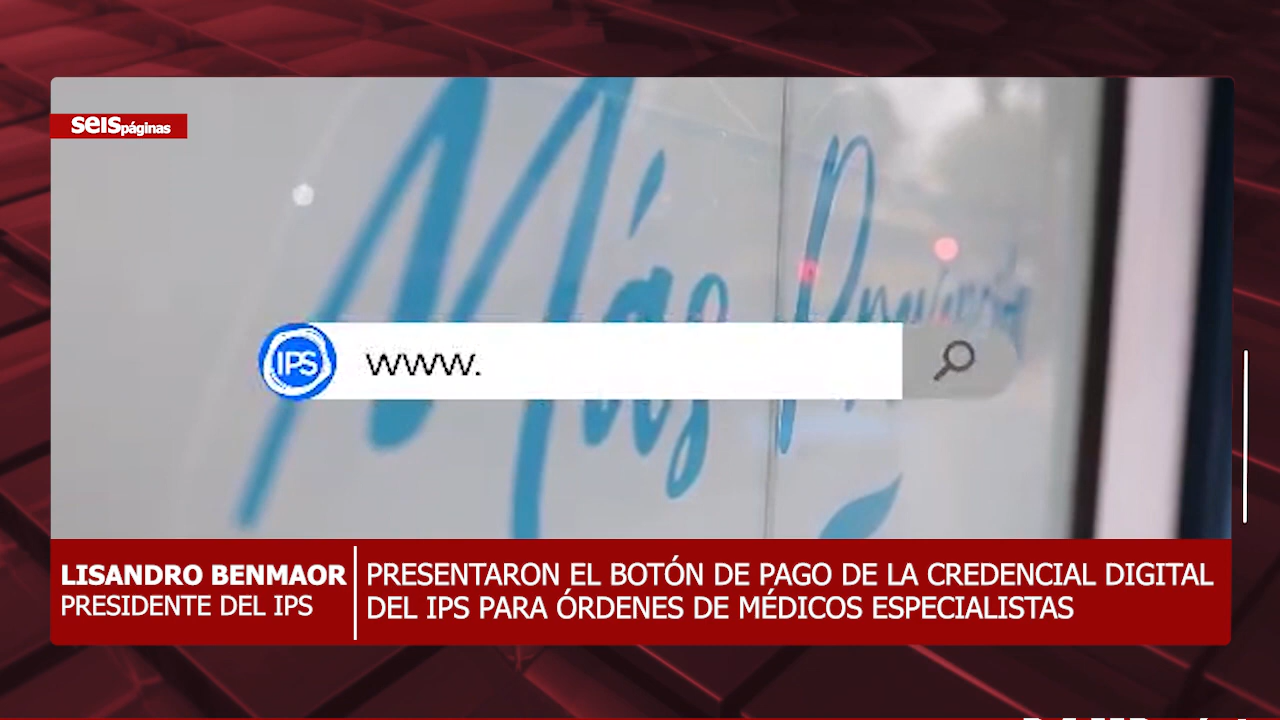 seis páginas
Más
IPS
www.
LISANDRO BENMAOR
PRESIDENTE DEL IPS
PRESENTARON EL BOTÓN DE PAGO DE LA CREDENCIAL DIGITAL
DEL IPS PARA ÓRDENES DE MÉDICOS ESPECIALISTAS